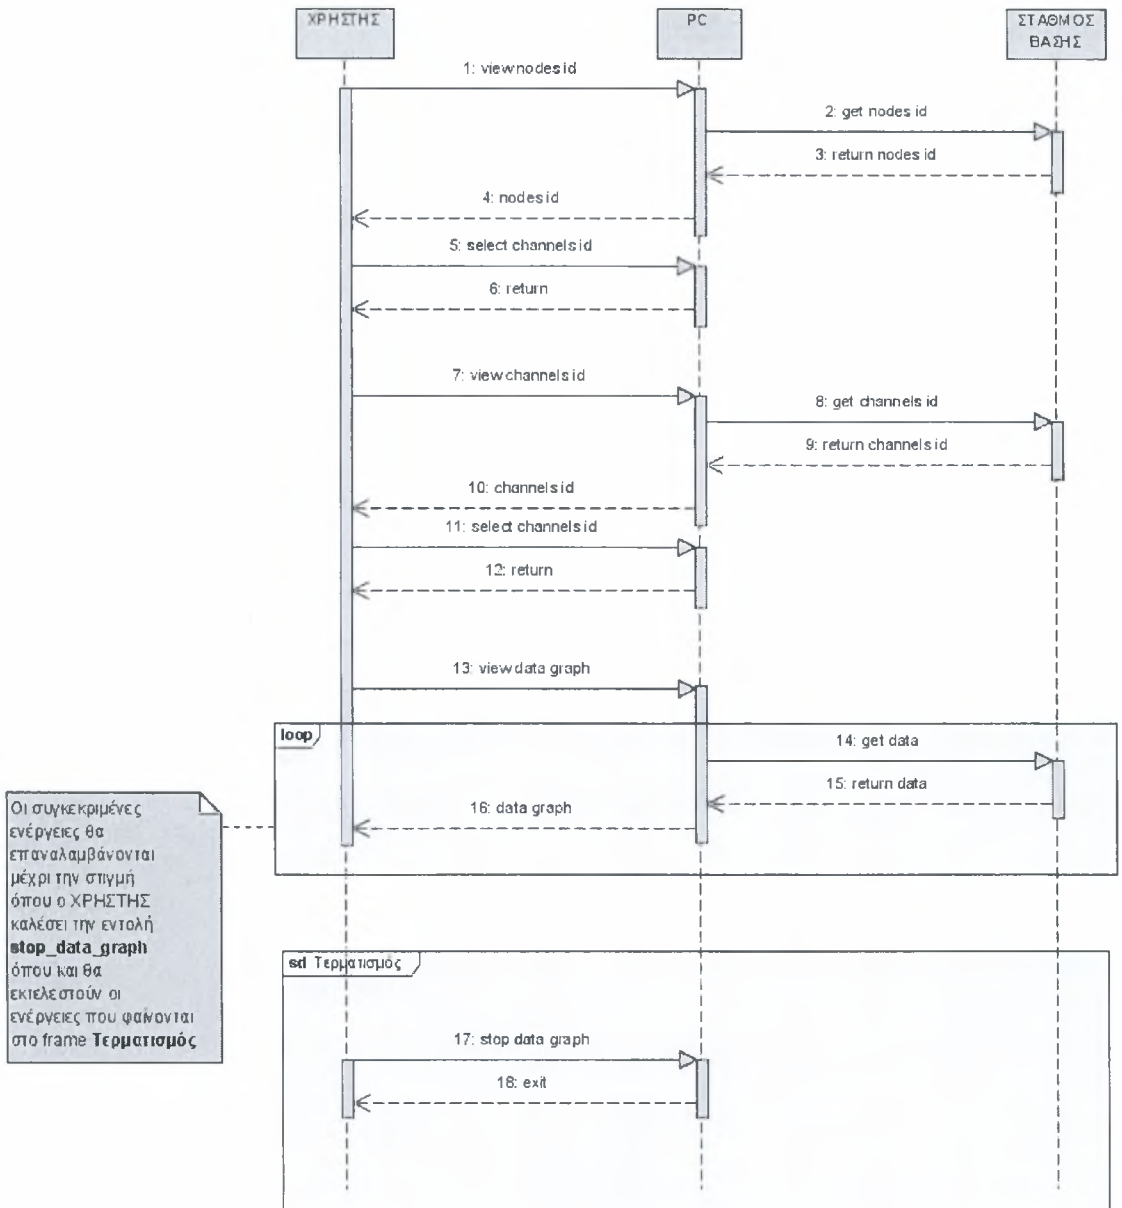 ΧΡΗΣΤΗΣ
PC
ΣΤΑΘΜΟΣ
ΒΑΣΗΣ
1: view nodes id
2: get nodes id
3: return nodes id
4: nodes id
5: select channels id
6: return
7: view channels id
8: get channels id
9: return channels id
10: channels id
11: select channels id
12: return
13: view data graph
loop
14: get data
15: return data
16: data graph
Οι συγκεκριμένες
ενέργειες θα
επαναλαμβάνονται
μέχρι την στιγμή
όπου ο ΧΡΗΣΤΗΣ
καλέσει την εντολή
stop_data_graph
όπου και θα
εκτελεστούν οι
ενέργειες που φαίνονται
στο frame Τερματισμός
sd Τερματισμός
17: stop data graph
18: exit